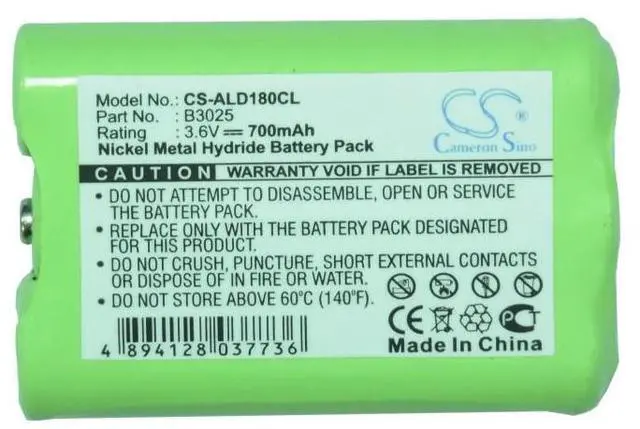 Model No.: CS-ALD180CL
Part No. : B3025
Rating : 3.6V⎓700mAh
Nickel Metal Hydride Battery Pack
CS
Cameron Sino
CAUTION WARRANTY VOID IF LABEL IS REMOVED
• DO NOT ATTEMPT TO DISASSEMBLE, OPEN OR SERVICE
THE BATTERY PACK.
• REPLACE ONLY WITH THE BATTERY PACK DESIGNATED
FOR THIS PRODUCT.
• DO NOT CRUSH, PUNCTURE, SHORT EXTERNAL CONTACTS
OR DISPOSE OF IN FIRE OR WATER.
• DO NOT STORE ABOVE 60°C (140°F)
4 894128 037736
CE PCT
Made In China